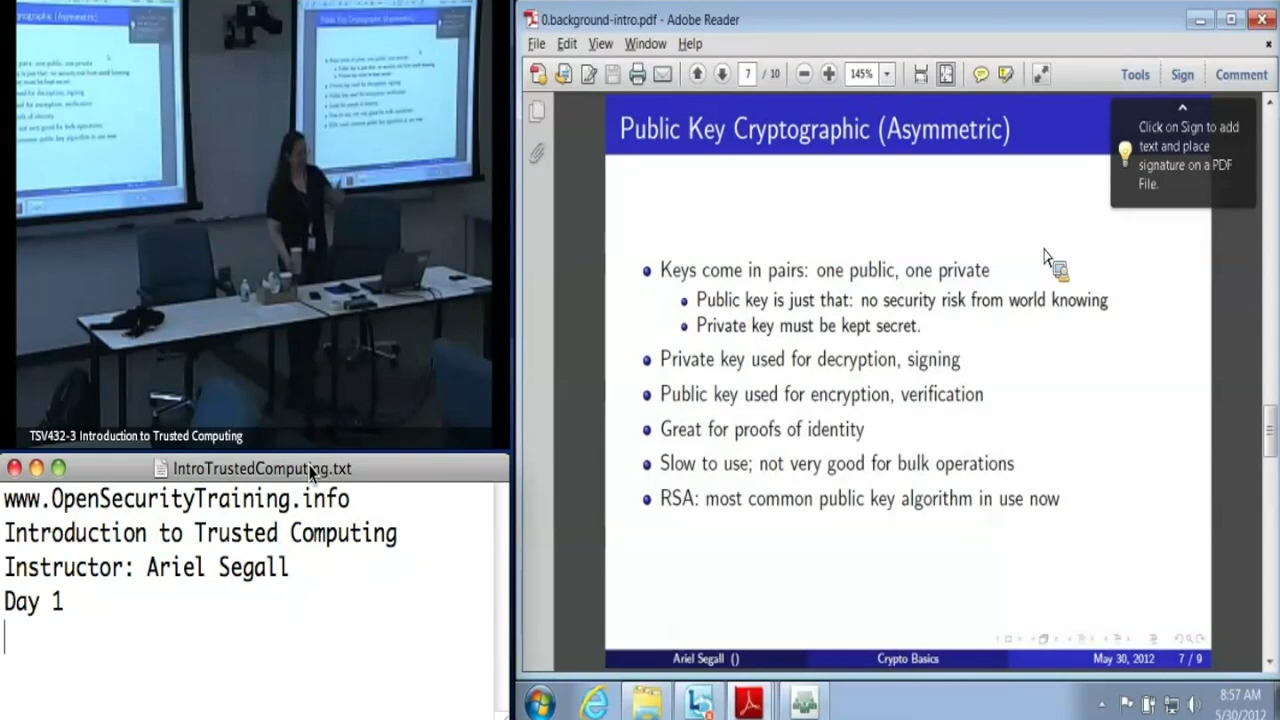 TSV432-3 Introduction to Trusted Computing
IntroTrustedComputing.txt
www.OpenSecurityTraining.info
Introduction to Trusted Computing
Instructor: Ariel Segall
Day 1
0.background-intro.pdf - Adobe Reader
File Edit View Window Help
7 10 145% Tools Sign Comment
Public Key Cryptographic (Asymmetric)
Click on Sign to add
text and place
signature on a PDF
File.
Keys come in pairs: one public, one private
Public key is just that: no security risk from world knowing
Private key must be kept secret.
Private key used for decryption, signing
Public key used for encryption, verification
Great for proofs of identity
Slow to use; not very good for bulk operations
RSA: most common public key algorithm in use now
Ariel Segall () Crypto Basics May 30, 2012 7 / 9
8:57 AM
5/30/2012